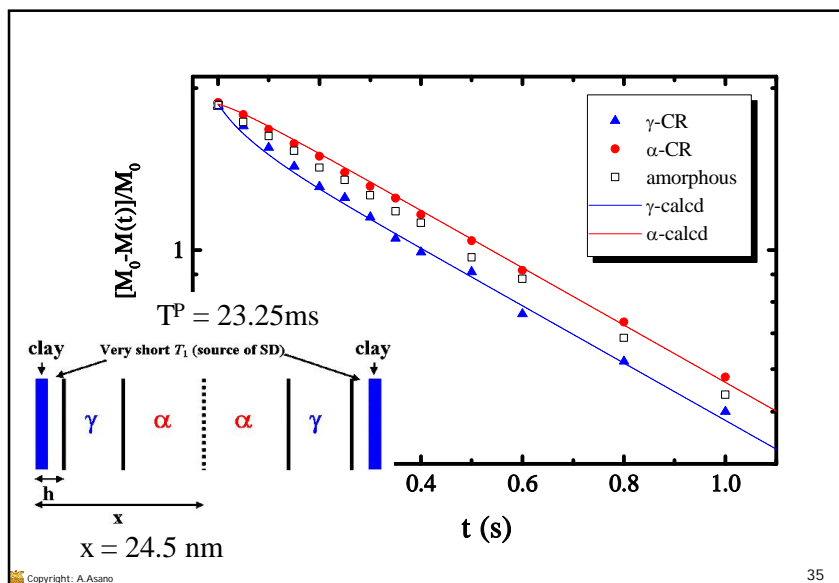 [M₀-M(t)]/M₀
1
γ-CR
α-CR
amorphous
γ-calcd
α-calcd
Tᴾ = 23.25ms
clay
Very short T₁ (source of SD)
clay
γ
α
α
γ
h
x
x = 24.5 nm
0.4 0.6 0.8 1.0
t (s)
Copyright: A.Asano
35